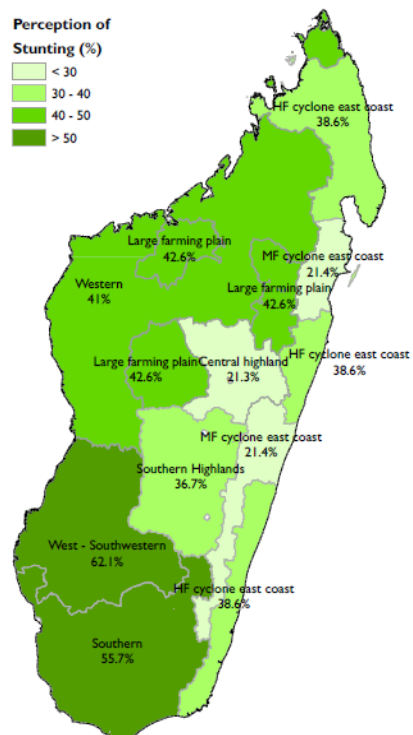 Perception of
Stunting (%)
< 30
30 - 40
40 - 50
> 50
HF cyclone east coast
38.6%
Large farming plain
42.6%
MF cyclone east coast
21.4%
Western
41%
Large farming plain
42.6%
Large farming plain
42.6%
Central highland
21.3%
HF cyclone east coast
38.6%
MF cyclone east coast
21.4%
Southern Highlands
36.7%
West - Southwestern
62.1%
HF cyclone east coast
38.6%
Southern
55.7%